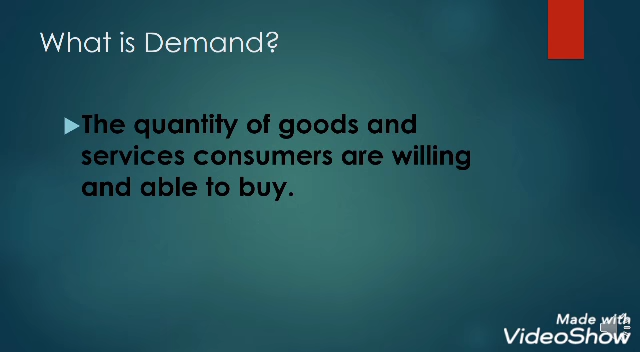 What is Demand?
The quantity of goods and
services consumers are willing
and able to buy.
Made with
VideoShow